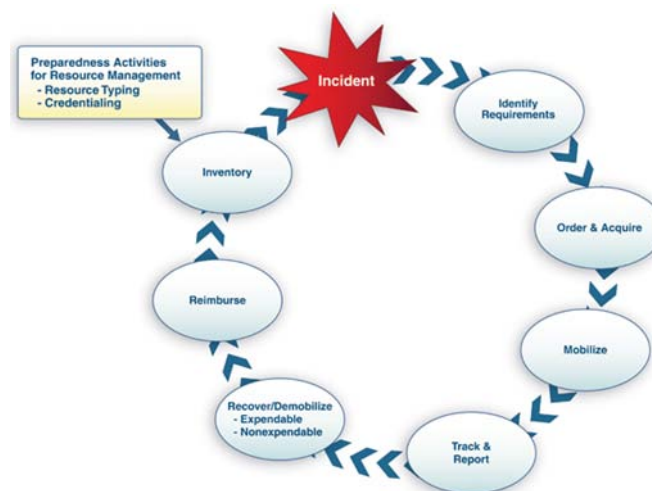 Preparedness Activities
for Resource Management
- Resource Typing
- Credentialing
Incident
Identify
Requirements
Order & Acquire
Mobilize
Track &
Report
Recover/Demobilize
- Expendable
- Nonexpendable
Reimburse
Inventory